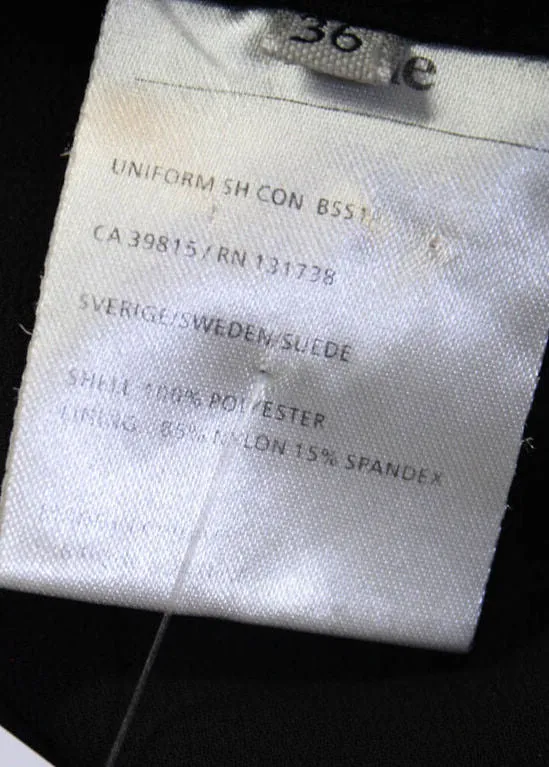 36
UNIFORM SH CON BSS1
CA 39815 / RN 131738
SVERIGE/SWEDEN/SUEDE
SHELL 100% POLYESTER
LINING 85% NYLON 15% SPANDEX